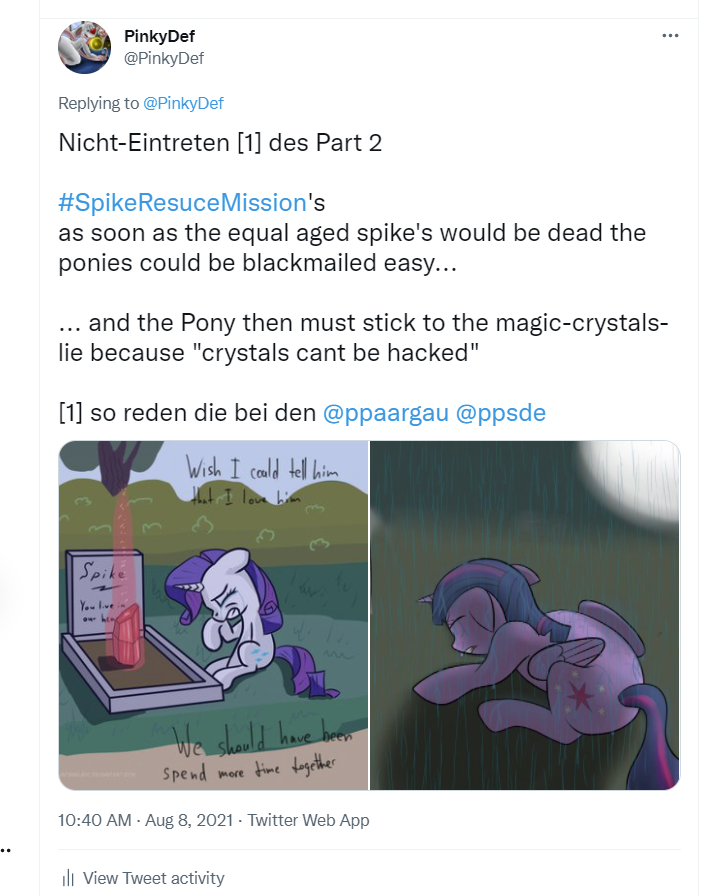 PinkyDef
@PinkyDef
Replying to @PinkyDef
Nicht-Eintreten [1] des Part 2
#SpikeResuceMission's
as soon as the equal aged spike's would be dead the
ponies could be blackmailed easy...
... and the Pony then must stick to the magic-crystals-
lie because "crystals cant be hacked"
[1] so reden die bei den @ppaargau @ppsde
Wish I could tell him
that I love him
Spike
You live in
our
We should have been
spend more time together
10:40 AM · Aug 8, 2021 · Twitter Web App
View Tweet activity